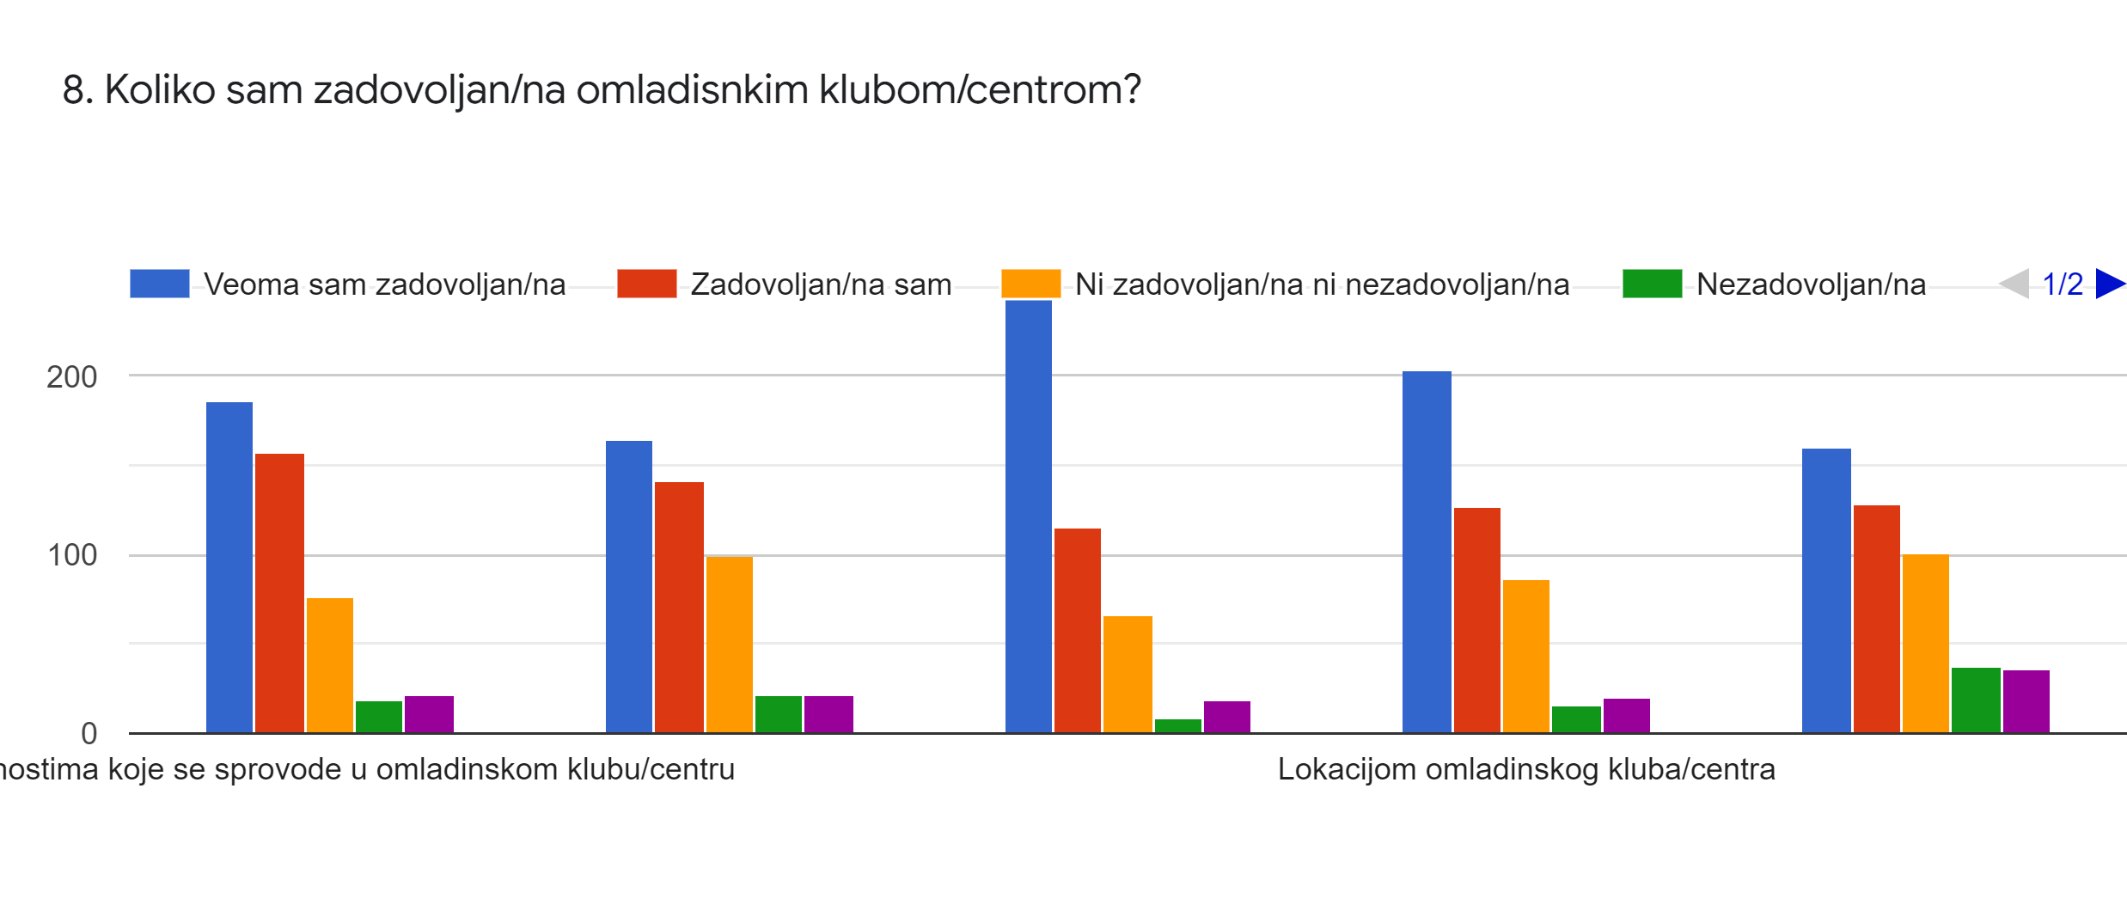 8. Koliko sam zadovoljan/na omladisnkim klubom/centrom?
Veoma sam zadovoljan/na Zadovoljan/na sam Ni zadovoljan/na ni nezadovoljan/na Nezadovoljan/na 1/2
200
100
0
nostima koje se sprovode u omladinskom klubu/centru Lokacijom omladinskog kluba/centra